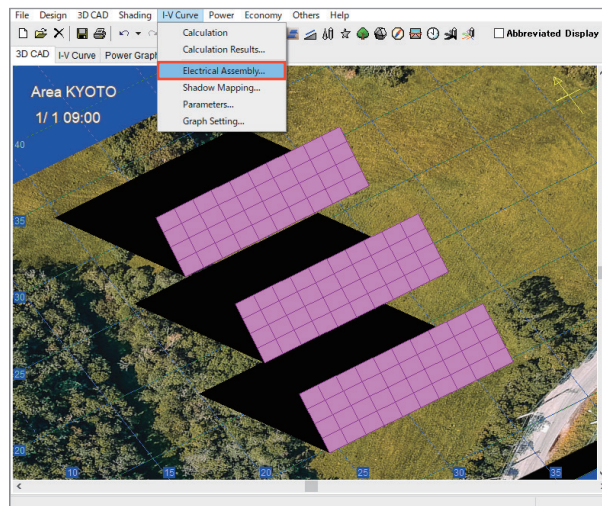 File Design 3D CAD Shading I-V Curve Power Economy Others Help
Abbreviated Display
3D CAD I-V Curve Power Graph
Calculation
Calculation Results...
Electrical Assembly...
Shadow Mapping...
Parameters...
Graph Setting...
Area KYOTO
1/ 1 09:00
40
35
30
25
20
10 15 20 25 30 35